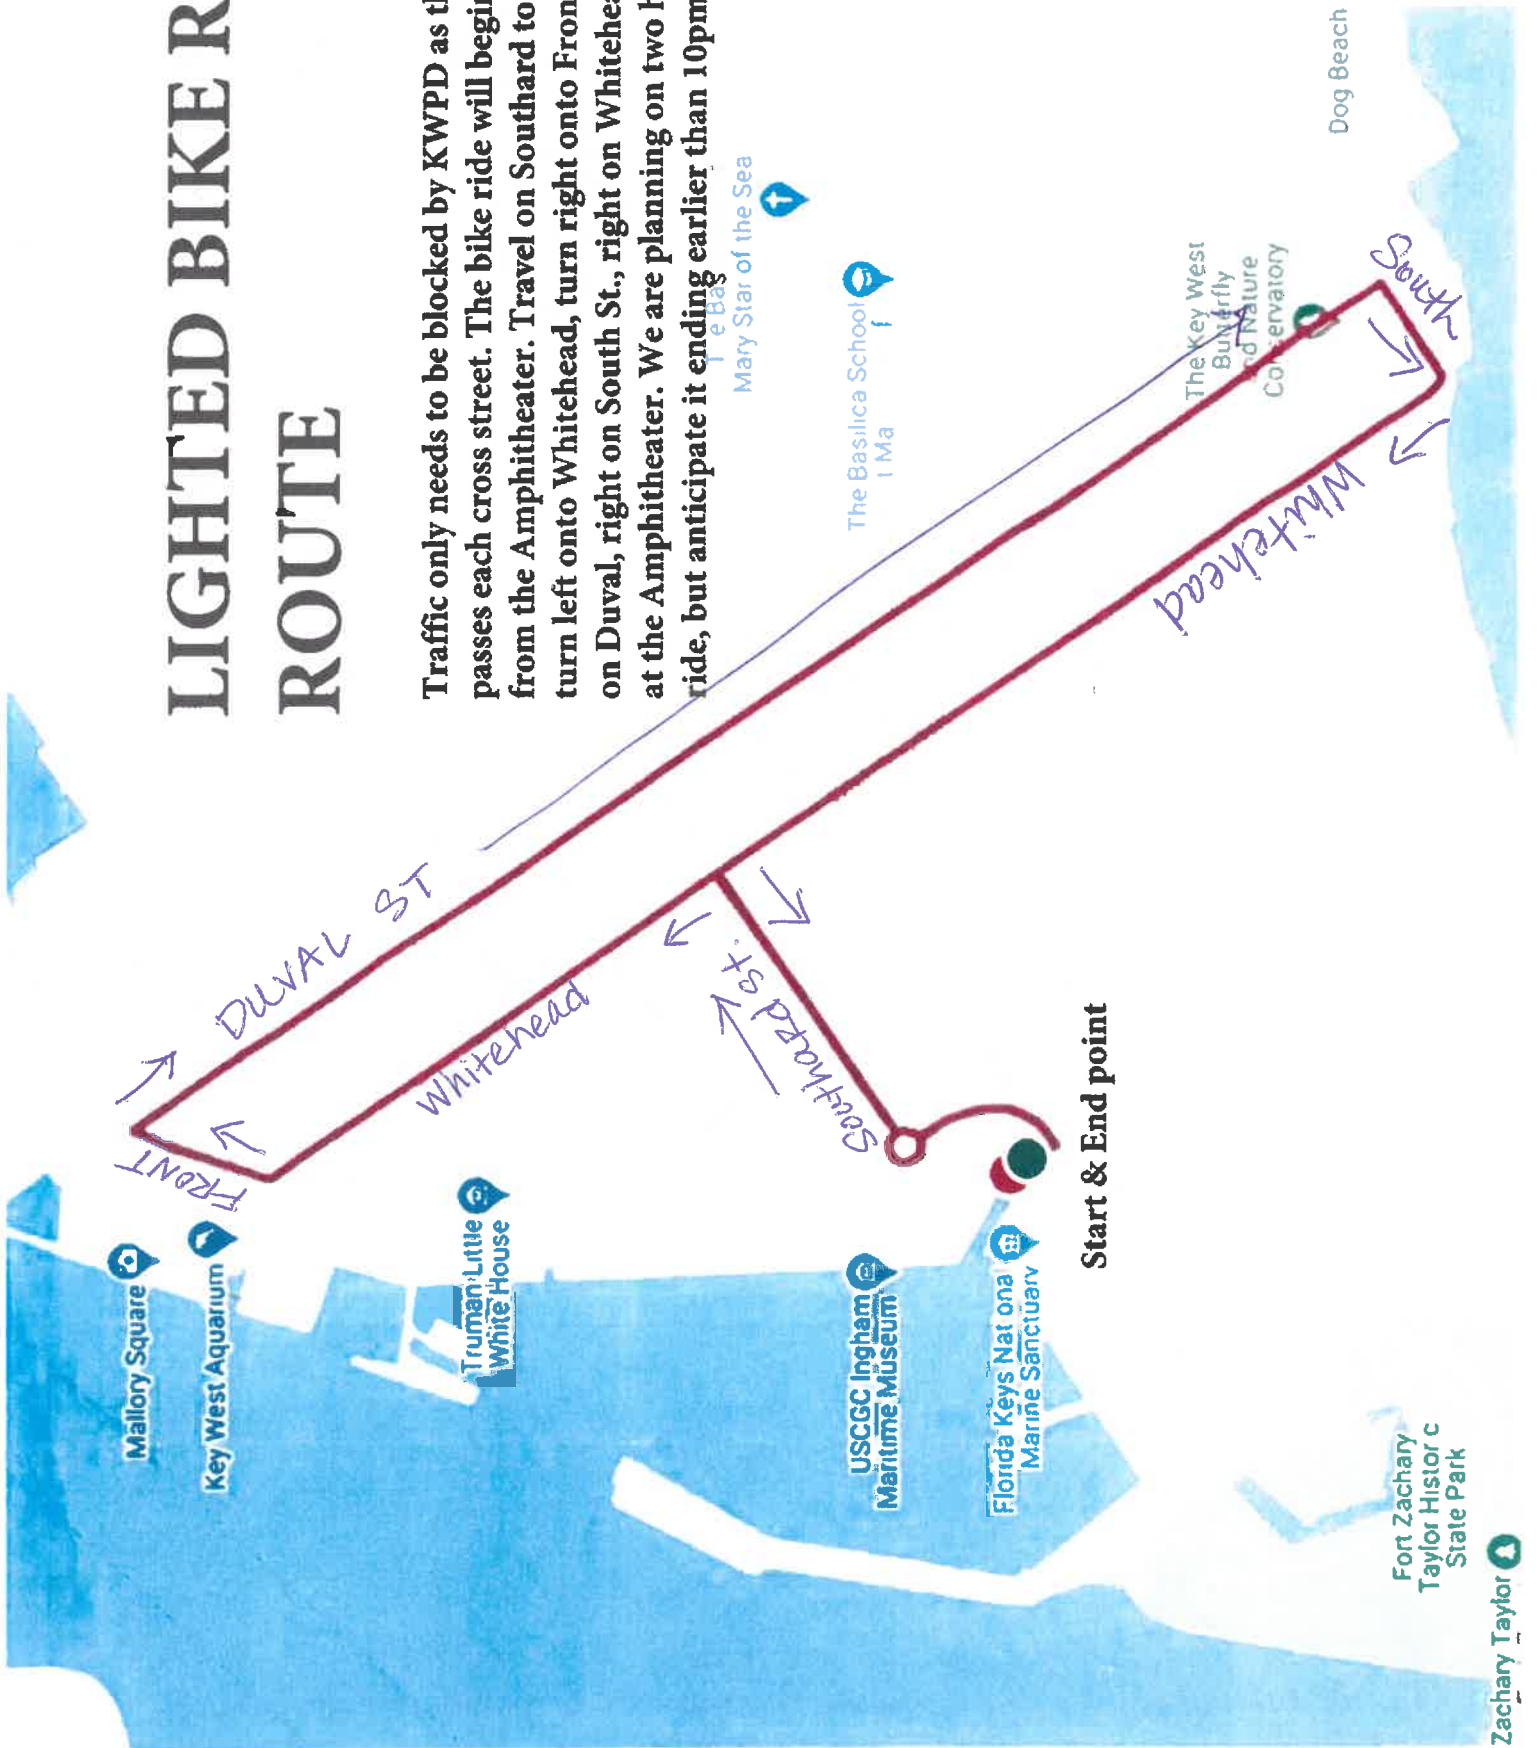 LIGHTED BIKE R
ROUTE
Traffic only needs to be blocked by KWPD as t
passes each cross street. The bike ride will begi
from the Amphitheater. Travel on Southard to
turn left onto Whitehead, turn right onto Fron
on Duval, right on South St., right on Whitehea
at the Amphitheater. We are planning on two h
ride, but anticipate it ending earlier than 10pm
Mary Star of the Sea
The Basilica School
The Key West
Butterfly
nd Nature
Conservatory
Dog Beach
South
Whitehead
DUVAL ST
FRONT
Whitehead
Southard St.
Mallory Square
Key West Aquarium
Truman Little
White House
USCGC Ingham
Maritime Museum
Florida Keys Nat ona
Marine Sanctuary
Start & End point
Fort Zachary
Taylor Histor c
State Park
Zachary Taylor